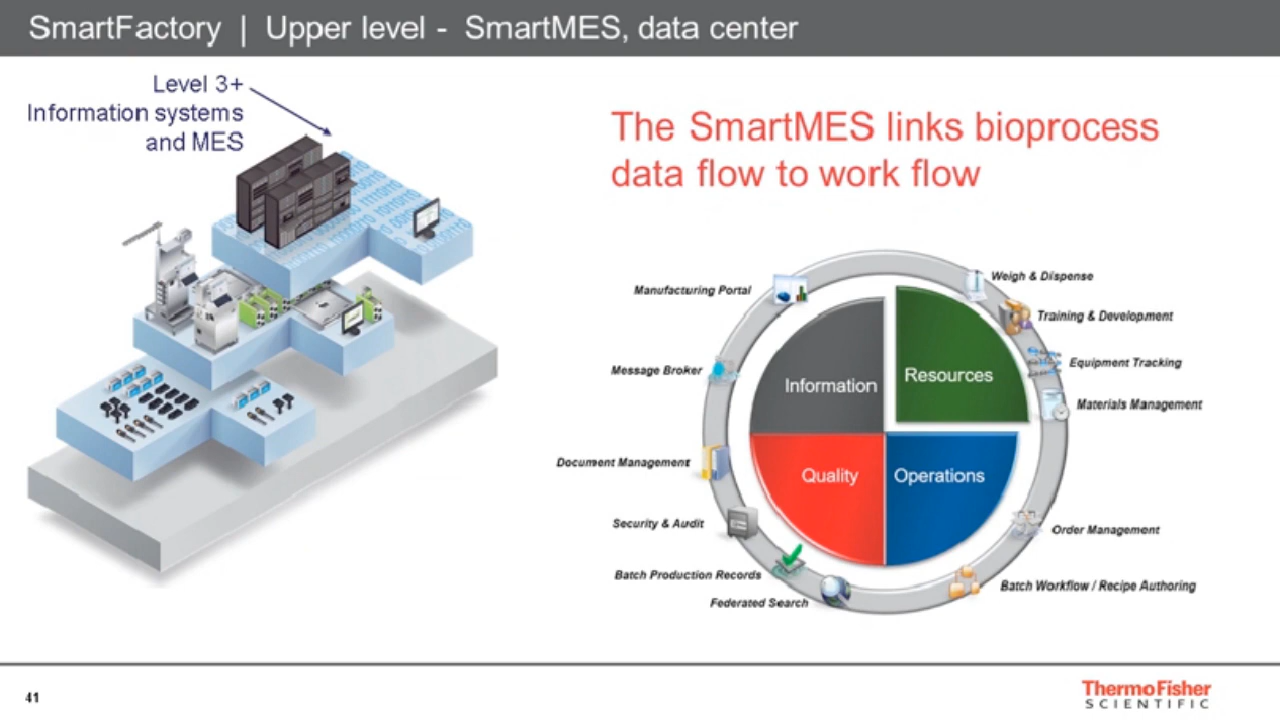 SmartFactory | Upper level - SmartMES, data center
Level 3+
Information systems
and MES
The SmartMES links bioprocess
data flow to work flow
Manufacturing Portal
Weigh & Dispense
Training & Development
Message Broker
Equipment Tracking
Information
Resources
Materials Management
Document Management
Quality
Operations
Security & Audit
Order Management
Batch Production Records
Batch Workflow / Recipe Authoring
Federated Search
41
ThermoFisher
SCIENTIFIC